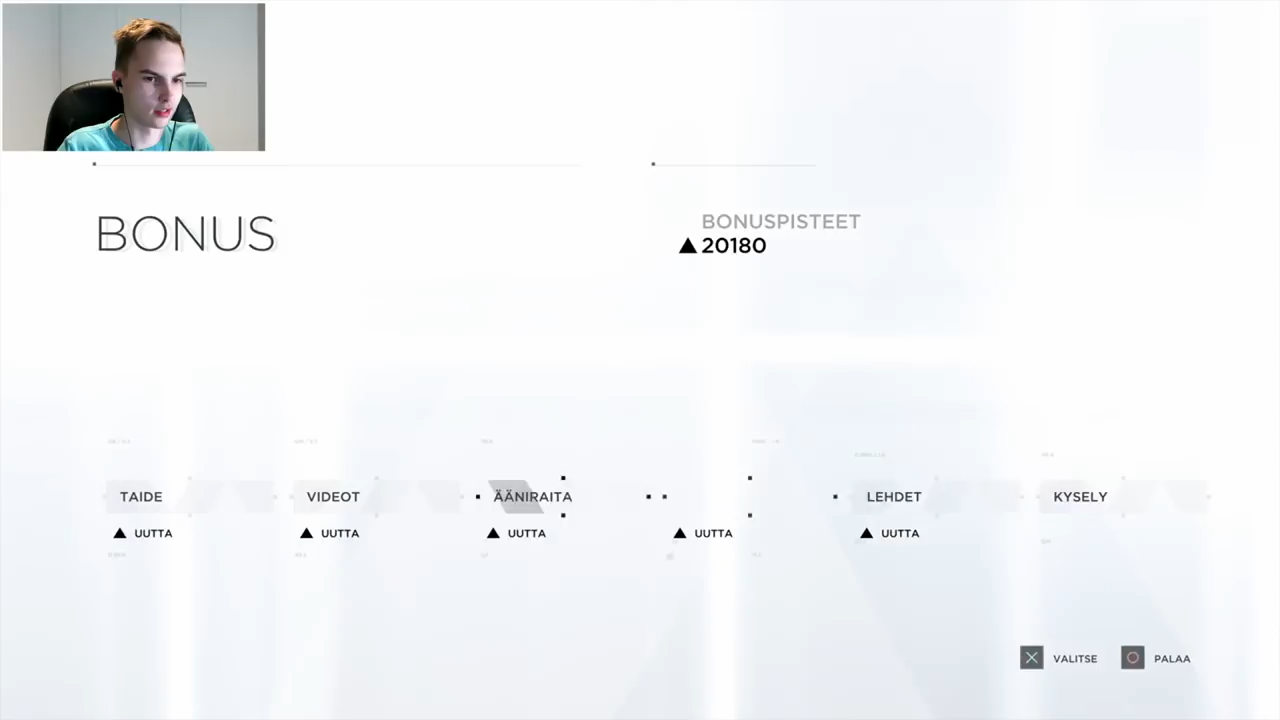 BONUS
BONUSPISTEET
20180
TAIDE
VIDEOT
ÄÄNIRAITA
LEHDET
KYSELY
UUTTA
UUTTA
UUTTA
UUTTA
UUTTA
VALITSE
PALAA